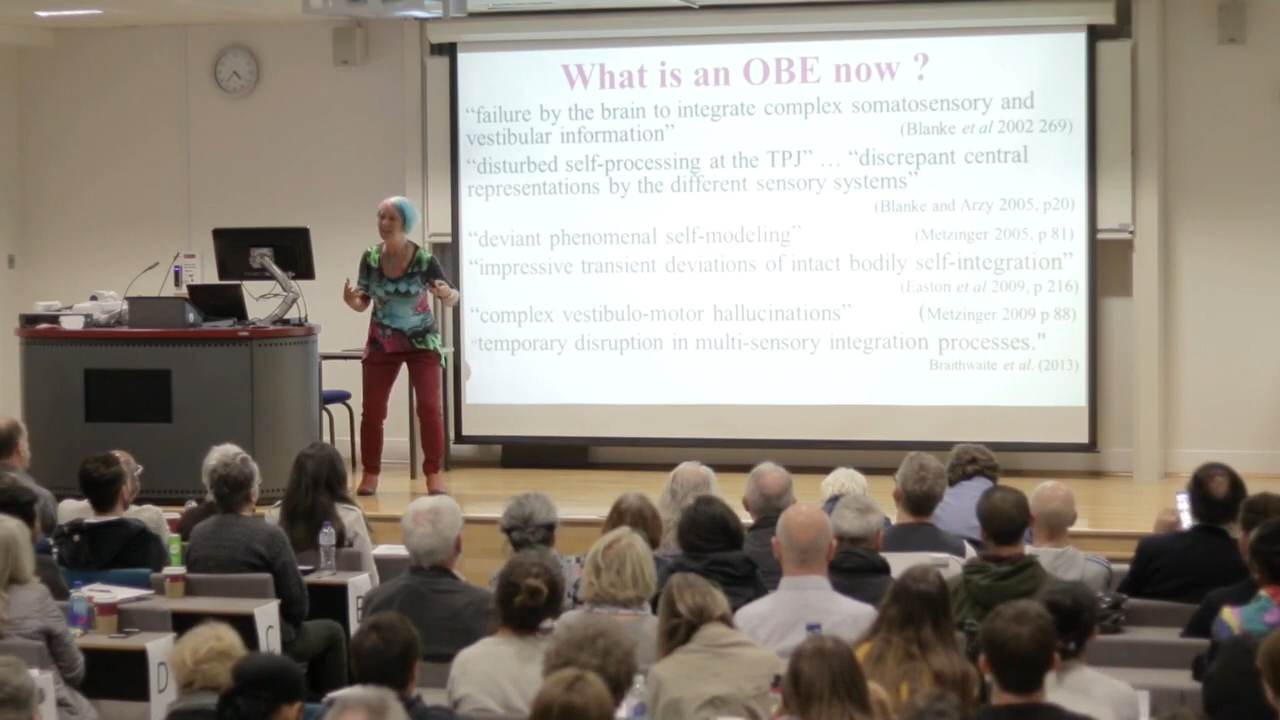 What is an OBE now ?
“failure by the brain to integrate complex somatosensory and
vestibular information”
(Blanke et al 2002 269)
“disturbed self-processing at the TPJ” … “discrepant central
representations by the different sensory systems”
(Blanke and Arzy 2005, p20)
“deviant phenomenal self-modeling”
(Metzinger 2005, p 81)
“impressive transient deviations of intact bodily self-integration”
(Easton et al 2009, p 216)
“complex vestibulo-motor hallucinations”
(Metzinger 2009 p 88)
“temporary disruption in multi-sensory integration processes."
Braithwaite et al. (2013)
C
D